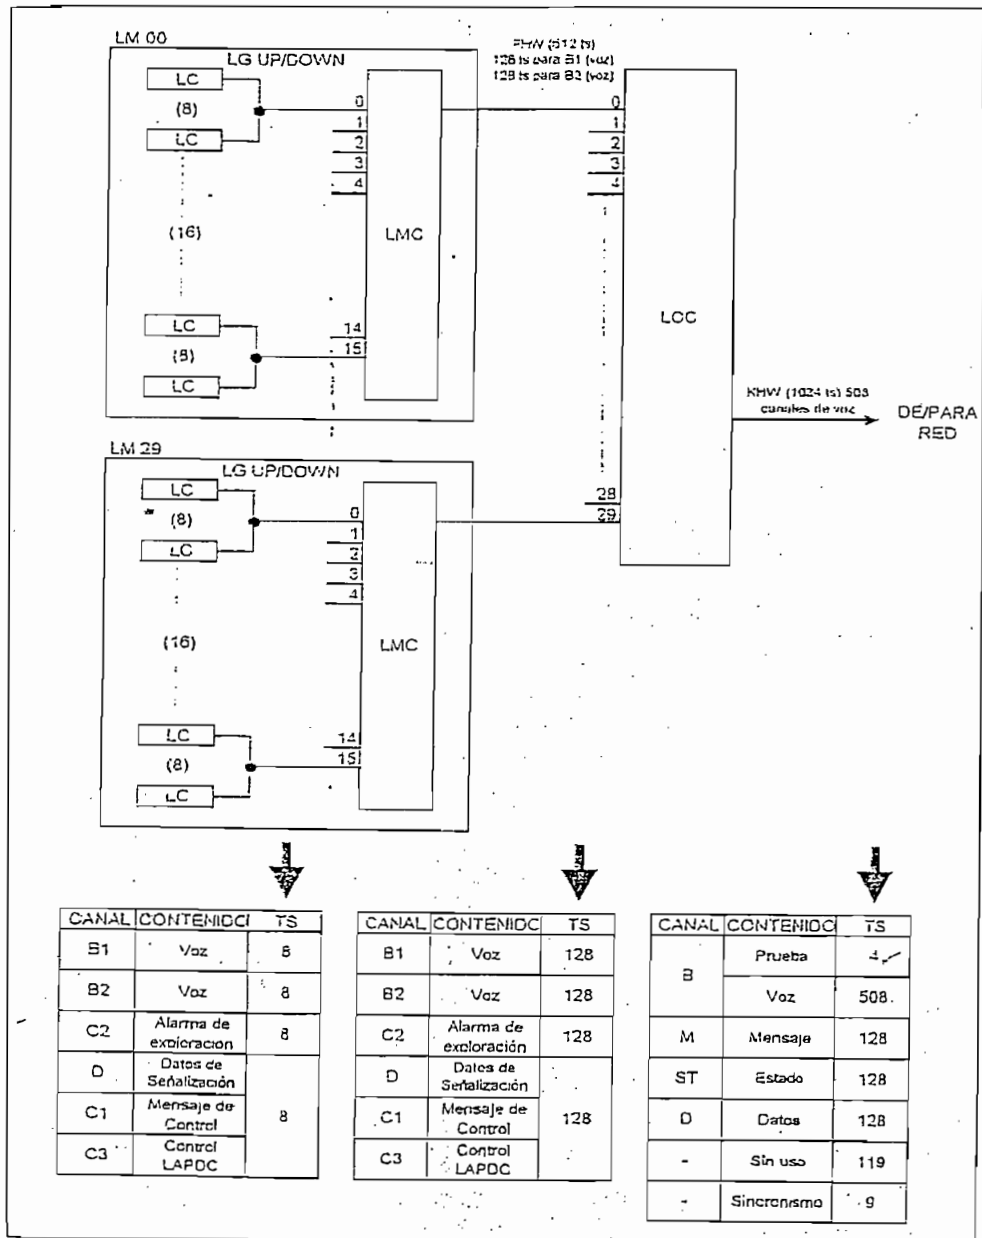 LM 00
LG UP/DOWN
LC
(8)
LC
(16)
LC
(8)
LC
0
1
2
3
4
14
15
LMC
PHW (512 ts)
128 ts para B1 (voz)
128 ts para B2 (voz)
0
1
2
3
4
28
29
LCC
KHW (1024 ts) 508
canales de voz
DE/PARA
RED
LM 29
LG UP/DOWN
LC
(8)
LC
(16)
LC
(8)
LC
0
1
2
3
4
14
15
LMC
CANAL CONTENIDO TS
B1 Voz 8
B2 Voz 8
C2 Alarma de exploración 8
D Datos de Señalización
C1 Mensaje de Control 8
C3 Control LAPDC
CANAL CONTENIDO TS
B1 Voz 128
B2 Voz 128
C2 Alarma de exploración 128
D Datos de Señalización
C1 Mensaje de Control 128
C3 Control LAPDC
CANAL CONTENIDO TS
B Prueba 4
Voz 508
M Mensaje 128
ST Estado 128
D Datos 128
- Sin uso 119
- Sincronismo 9